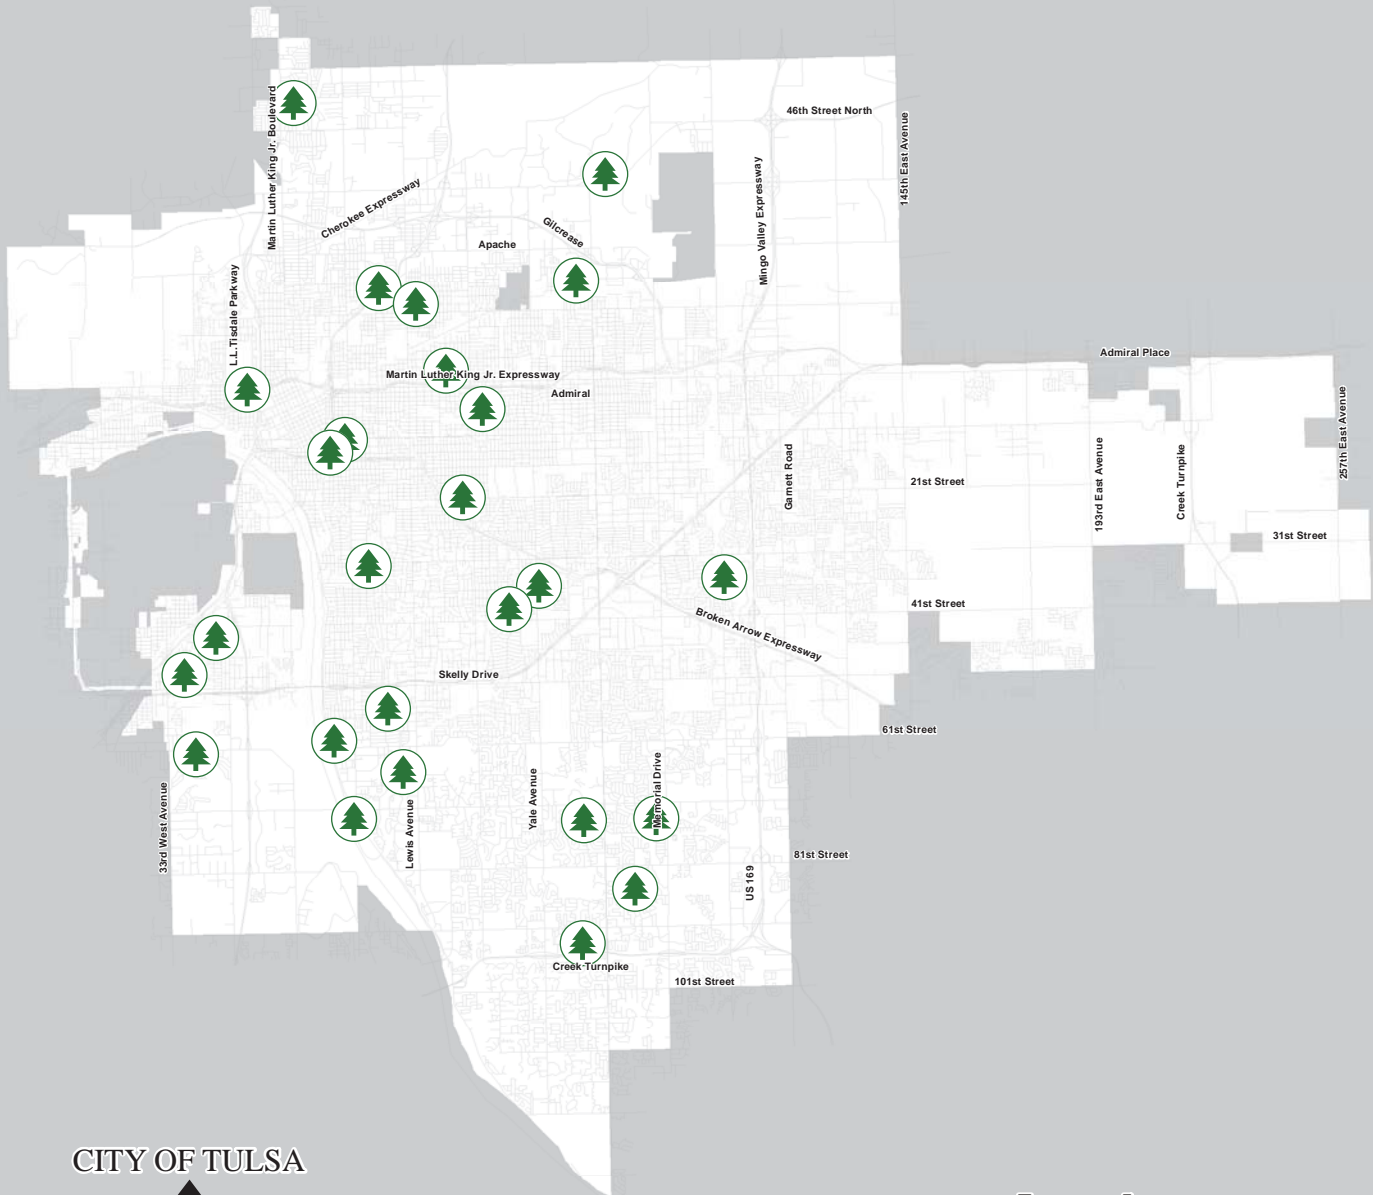 46th Street North
Martin Luther King Jr. Boulevard
145th East Avenue
Mingo Valley Expressway
Cherokee Expressway
Gilcrease
Apache
L.L.Tisdale Parkway
Admiral Place
Martin Luther King Jr. Expressway
Admiral
257th East Avenue
Garnett Road
193rd East Avenue
Creek Turnpike
21st Street
31st Street
41st Street
Broken Arrow Expressway
Skelly Drive
61st Street
Memorial Drive
Yale Avenue
33rd West Avenue
Lewis Avenue
81st Street
US 169
Creek Turnpike
101st Street
CITY OF TULSA